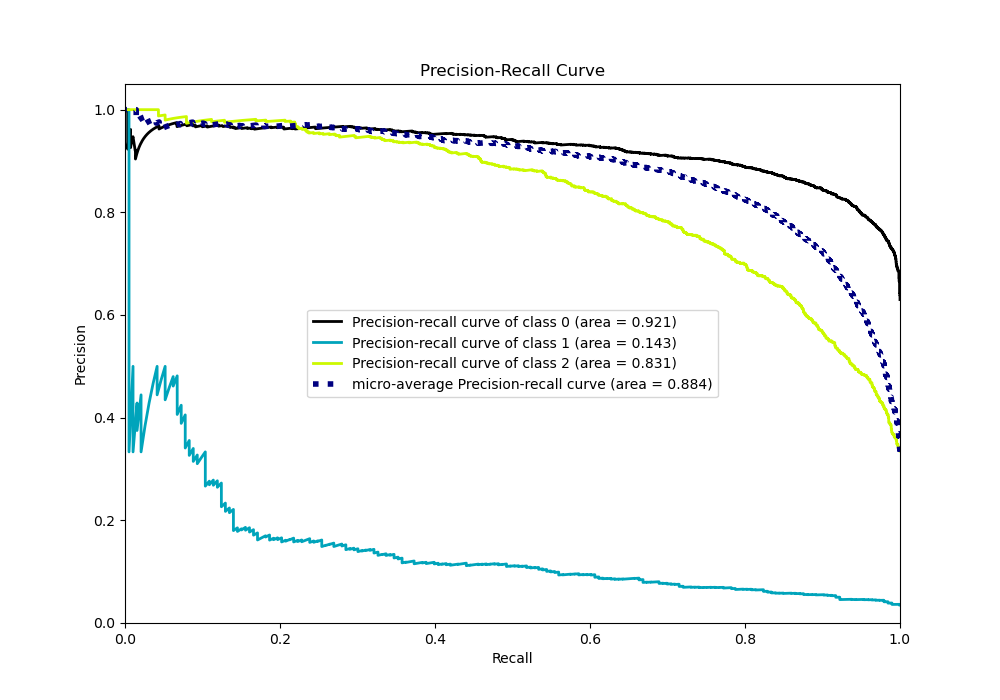 Precision-Recall Curve
1.0
0.8
0.6
0.4
0.2
0.0
Precision
Precision-recall curve of class 0 (area = 0.921)
Precision-recall curve of class 1 (area = 0.143)
Precision-recall curve of class 2 (area = 0.831)
micro-average Precision-recall curve (area = 0.884)
0.0 0.2 0.4 0.6 0.8 1.0
Recall